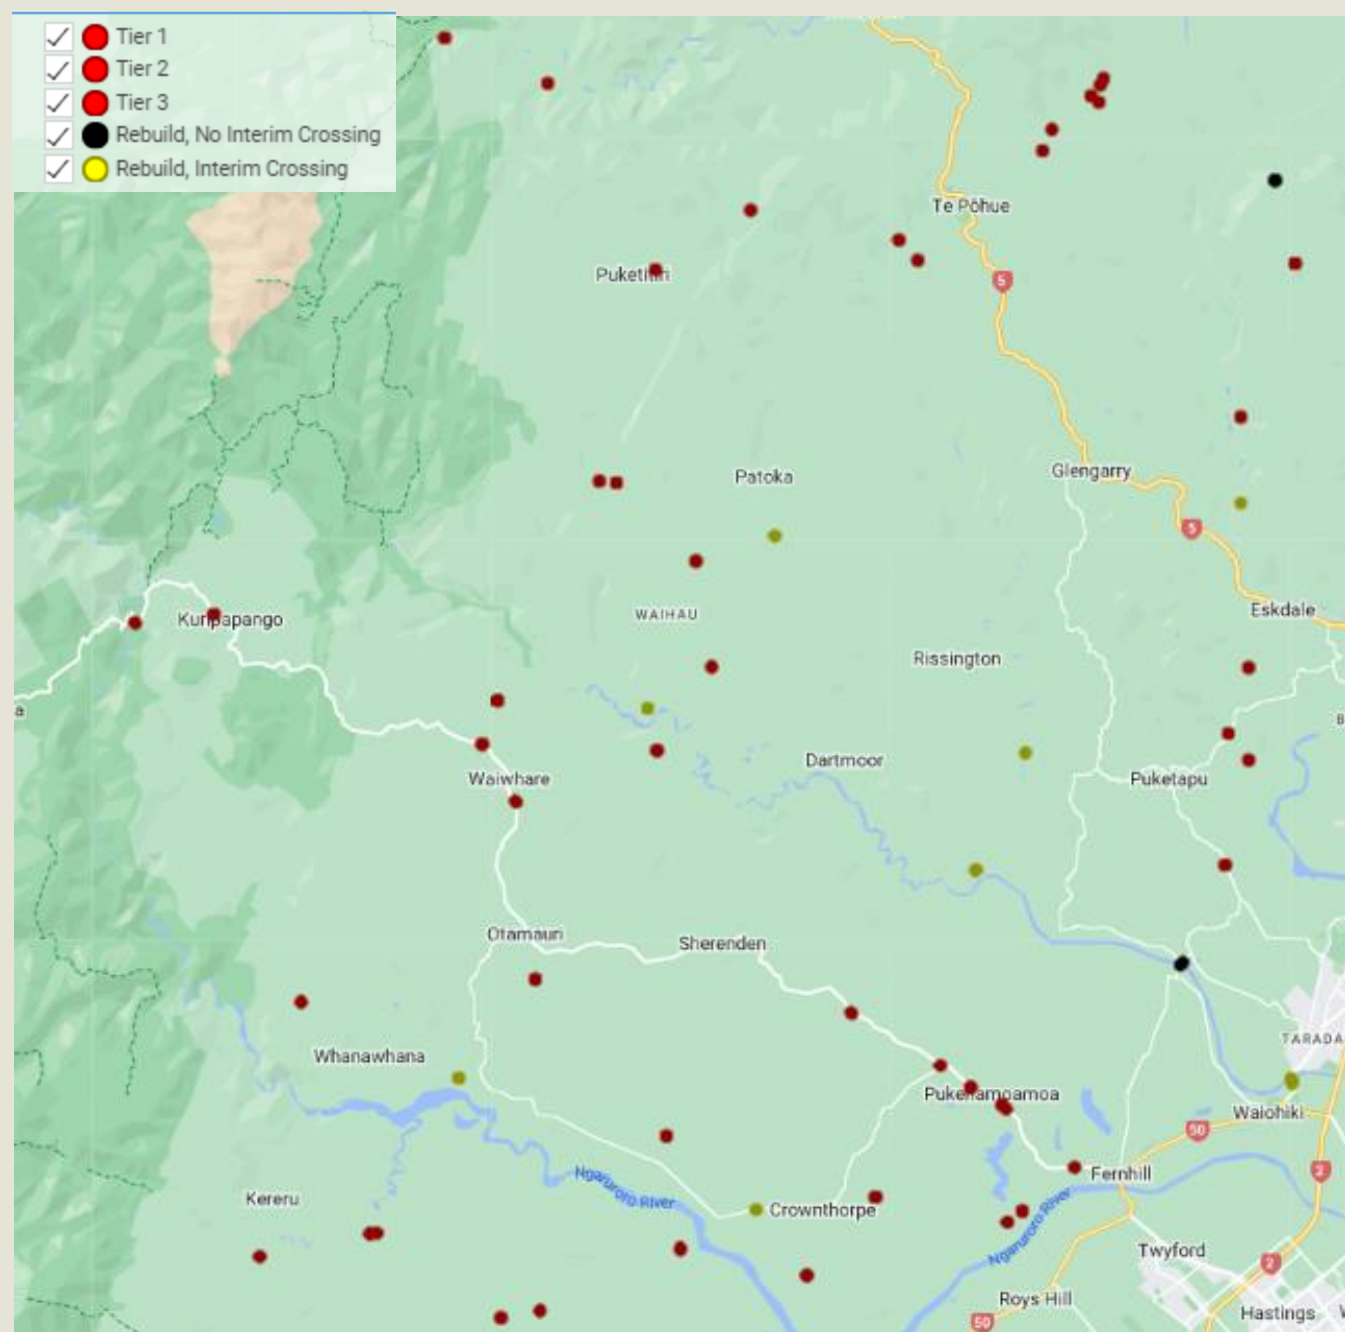 Tier 1
Tier 2
Tier 3
Rebuild, No Interim Crossing
Rebuild, Interim Crossing
Te Pōhue
5
Glengarry
Patoka
5
Eskdale
WAIHAU
Kuripapango
Rissington
a
B
Dartmoor
Waiwhare
Puketapu
Otamauri
Sherenden
TARADA
Whanawhana
Pukehamoamoa
Waiohiki
50
2
Fernhill
Ngaruroro River
Kereru
Crownthorpe
Ngaruroro River
Twyford
2
Roys Hill
Hastings
50